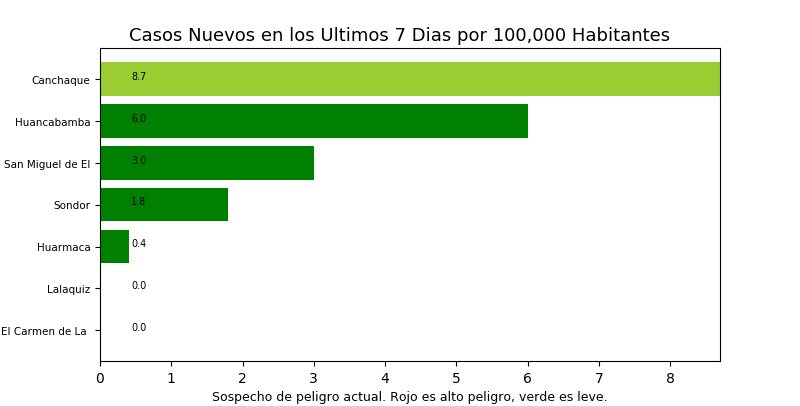 Casos Nuevos en los Ultimos 7 Dias por 100,000 Habitantes
Canchaque 8.7
Huancabamba 6.0
San Miguel de El 3.0
Sondor 1.8
Huarmaca 0.4
Lalaquiz 0.0
El Carmen de La 0.0
0 1 2 3 4 5 6 7 8
Sospecho de peligro actual. Rojo es alto peligro, verde es leve.